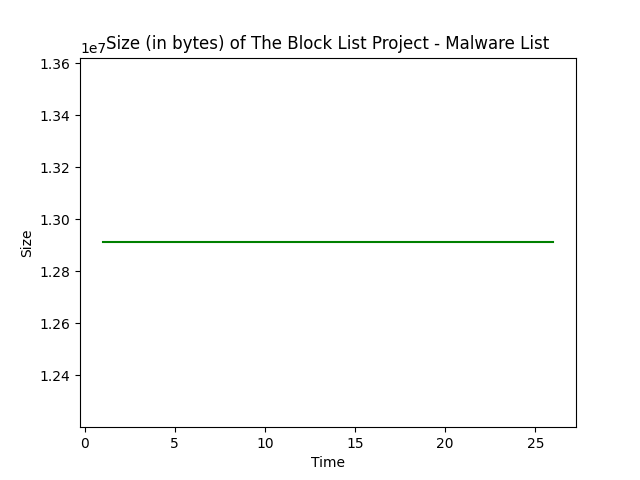 Size (in bytes) of The Block List Project - Malware List
1e7
1.36
1.34
1.32
1.30
1.28
1.26
1.24
Size
0 5 10 15 20 25
Time